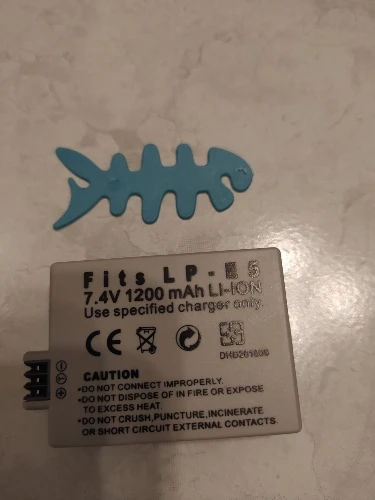 Fits LP-E5
7.4V 1200 mAh LI-ION
Use specified charger only.
CE
CAUTION
•DO NOT CONNECT IMPROPERLY.
•DO NOT DISPOSE OF IN FIRE OR EXPOSE
TO EXCESS HEAT.
•DO NOT CRUSH,PUNCTURE,INCINERATE
OR SHORT CIRCUIT EXTERNAL CONTACTS.